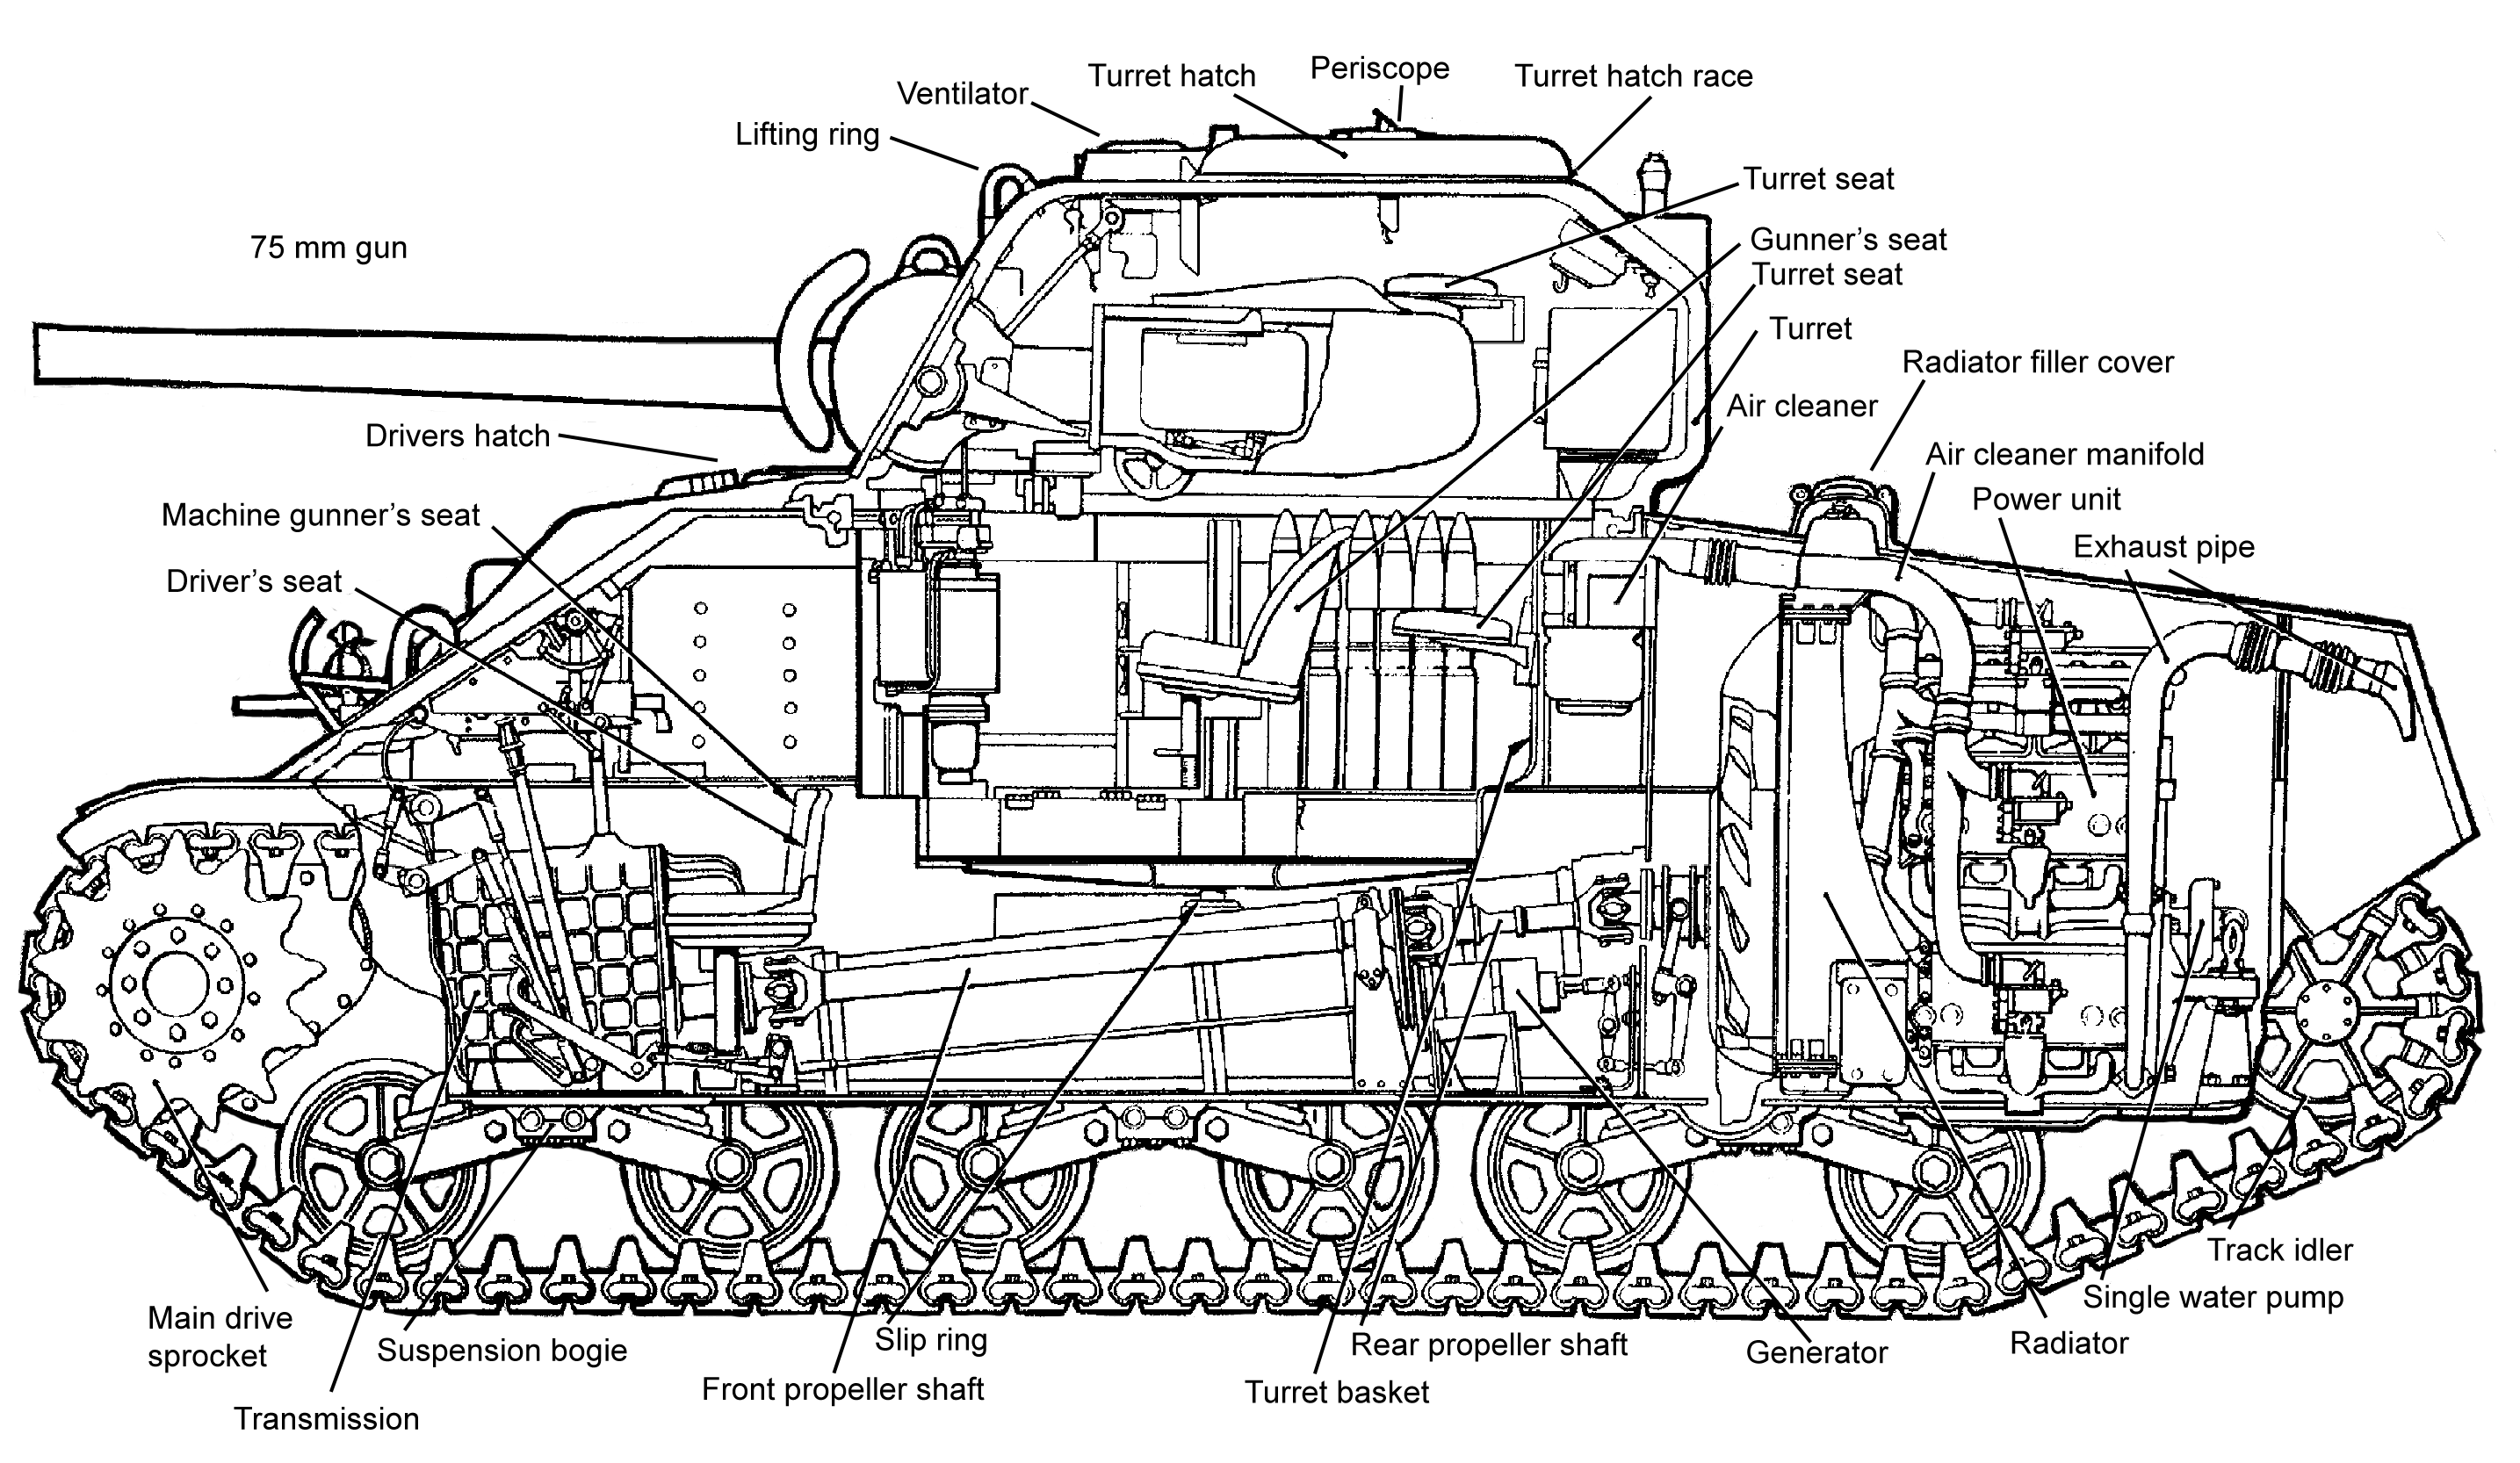 Periscope
Turret hatch
Turret hatch race
Ventilator
Lifting ring
Turret seat
75 mm gun
Gunner's seat
Turret seat
Turret
Radiator filler cover
Air cleaner
Drivers hatch
Air cleaner manifold
Power unit
Machine gunner's seat
Exhaust pipe
Driver's seat
Track idler
Single water pump
Main drive
sprocket
Suspension bogie
Slip ring
Rear propeller shaft
Generator
Radiator
Front propeller shaft
Turret basket
Transmission